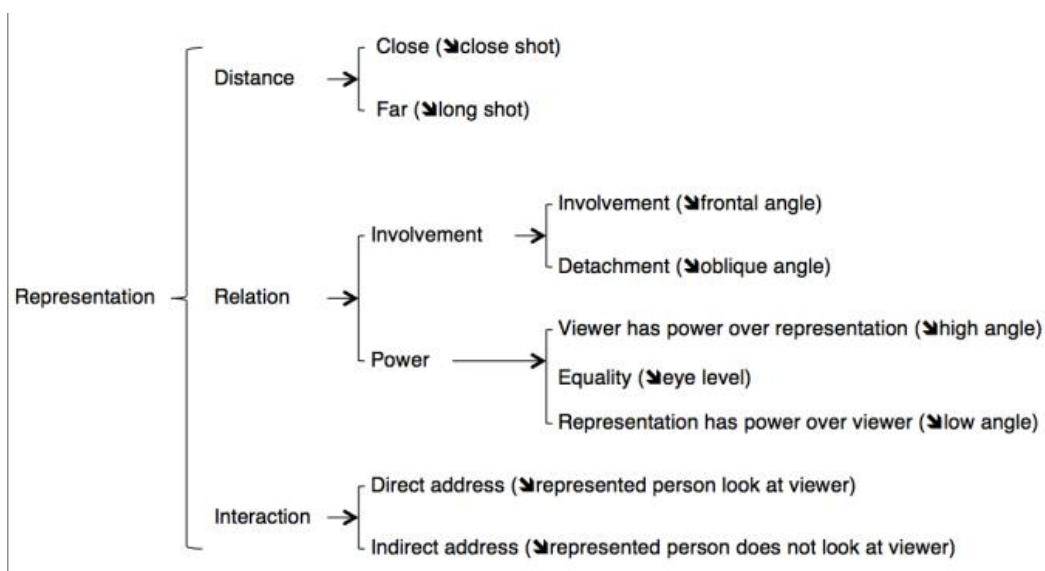 Close (⬊close shot)
Distance
Far (⬊long shot)
Involvement (⬊frontal angle)
Involvement
Detachment (⬊oblique angle)
Representation
Relation
Viewer has power over representation (⬊high angle)
Power
Equality (⬊eye level)
Representation has power over viewer (⬊low angle)
Direct address (⬊represented person look at viewer)
Interaction
Indirect address (⬊represented person does not look at viewer)